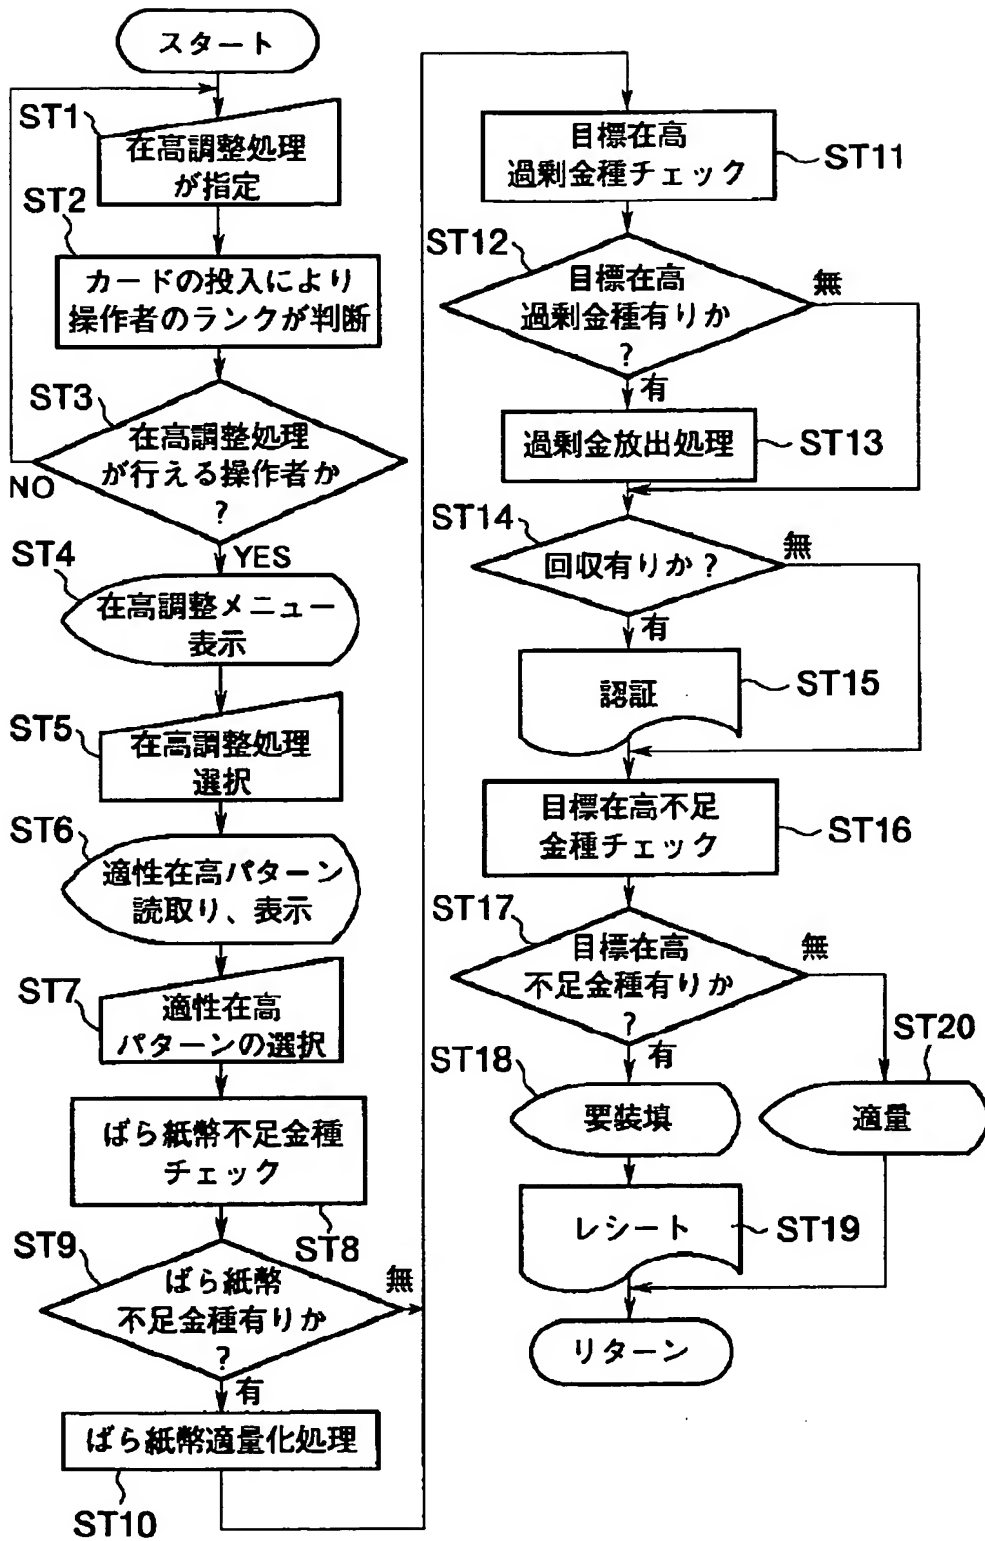 スタート
ST1
在高調整処理
が指定
ST2
カードの投入により
操作者のランクが判断
ST3
在高調整処理
が行える操作者か
?
NO
YES
ST4
在高調整メニュー
表示
ST5
在高調整処理
選択
ST6
適性在高パターン
読取り、表示
ST7
適性在高
パターンの選択
ばら紙幣不足金種
チェック
ST8
ST9
ばら紙幣
不足金種有りか
?
無
有
ばら紙幣適量化処理
ST10
目標在高
過剰金種チェック
ST11
ST12
目標在高
過剰金種有りか
?
無
有
過剰金放出処理
ST13
ST14
回収有りか?
無
有
認証
ST15
目標在高不足
金種チェック
ST16
ST17
目標在高
不足金種有りか
?
無
有
ST18
要装填
ST20
適量
レシート
ST19
リターン